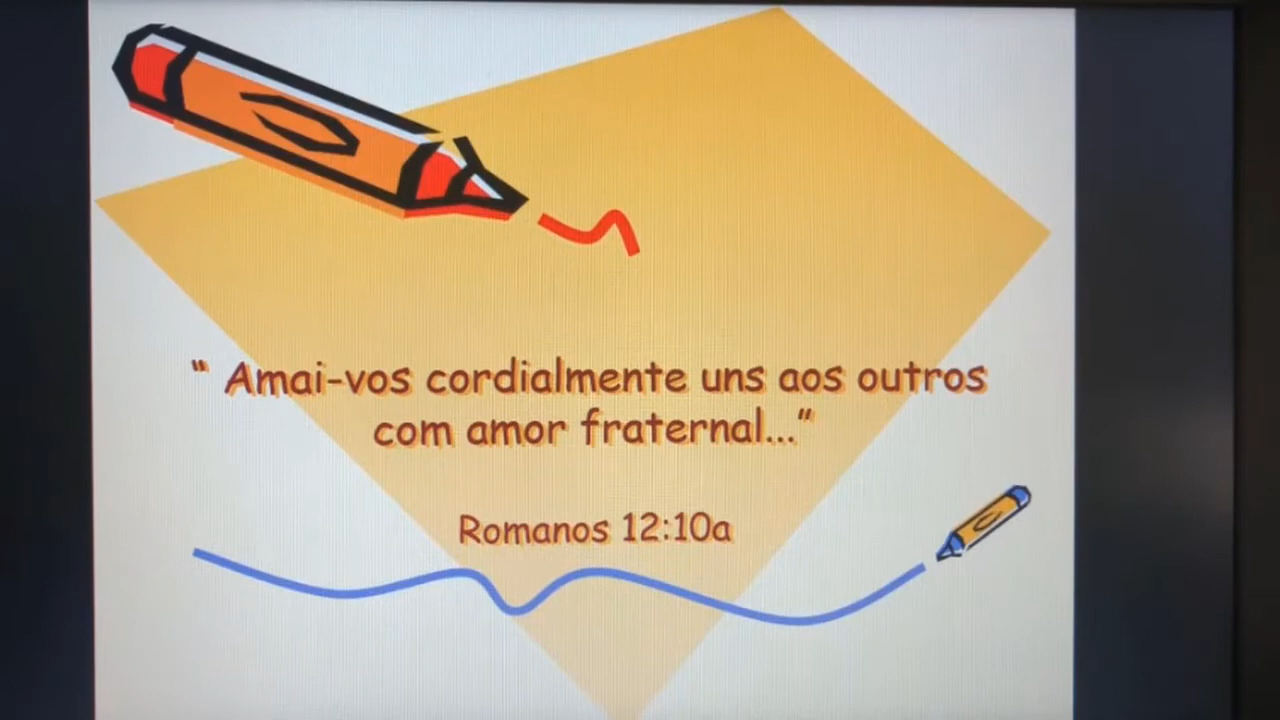 “ Amai-vos cordialmente uns aos outros
com amor fraternal...”
Romanos 12:10a